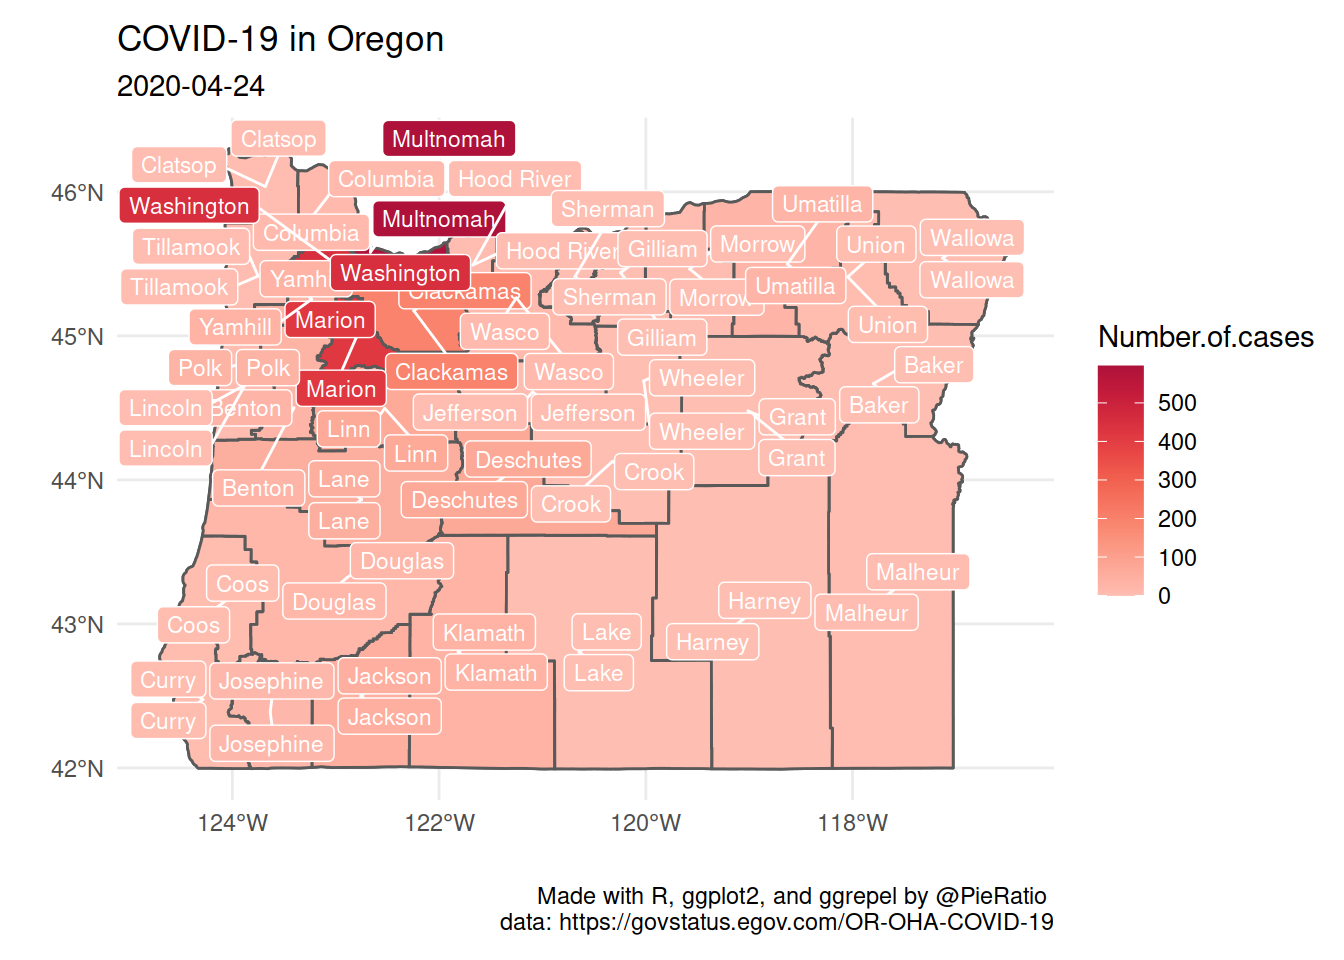 COVID-19 in Oregon
2020-04-24
Clatsop
Multnomah
Clatsop
Columbia
Hood River
46°N
Washington
Sherman
Umatilla
Multnomah
Columbia
Tillamook
Hood River
Gilliam
Morrow
Union
Wallowa
Yamh
Washington
Tillamook
Clackamas
Sherman
Morrow
Umatilla
Wallowa
Yamhill
Marion
Wasco
Gilliam
Union
45°N
Number.of.cases
Polk
Polk
Clackamas
Wasco
Wheeler
Baker
Marion
Lincoln
Benton
Jefferson
Jefferson
Grant
Baker
500
Linn
Wheeler
400
Lincoln
Linn
Deschutes
Crook
Grant
300
44°N
Benton
Lane
Deschutes
Crook
200
Lane
100
Douglas
Malheur
0
Coos
Douglas
Harney
Malheur
43°N
Coos
Klamath
Lake
Harney
Curry
Josephine
Jackson
Klamath
Lake
Curry
Jackson
Josephine
42°N
124°W
122°W
120°W
118°W
Made with R, ggplot2, and ggrepel by @PieRatio
data: https://govstatus.egov.com/OR-OHA-COVID-19